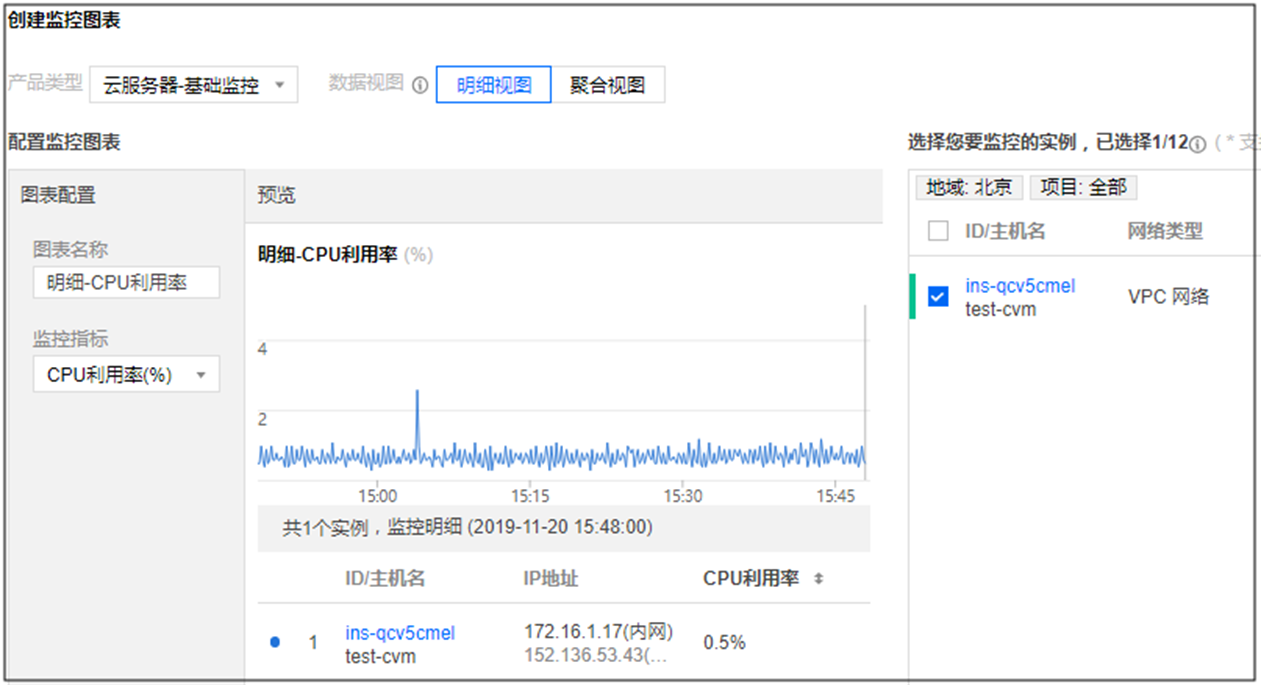 创建监控图表
产品类型 云服务器-基础监控 数据视图 明细视图 聚合视图
配置监控图表
选择您要监控的实例，已选择1/12 ( * 支
图表配置
图表名称
明细-CPU利用率
监控指标
CPU利用率(%)
预览
明细-CPU利用率 (%)
4
2
15:00 15:15 15:30 15:45
共1个实例，监控明细 (2019-11-20 15:48:00)
ID/主机名 IP地址 CPU利用率
1 ins-qcv5cmel 172.16.1.17(内网) 0.5%
test-cvm 152.136.53.43(...
地域: 北京 项目: 全部
ID/主机名 网络类型
ins-qcv5cmel VPC 网络
test-cvm